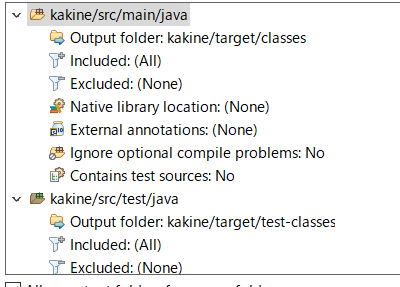 kakine/src/main/java
Output folder: kakine/target/classes
Included: (All)
Excluded: (None)
Native library location: (None)
External annotations: (None)
Ignore optional compile problems: No
Contains test sources: No
kakine/src/test/java
Output folder: kakine/target/test-classes
Included: (All)
Excluded: (None)